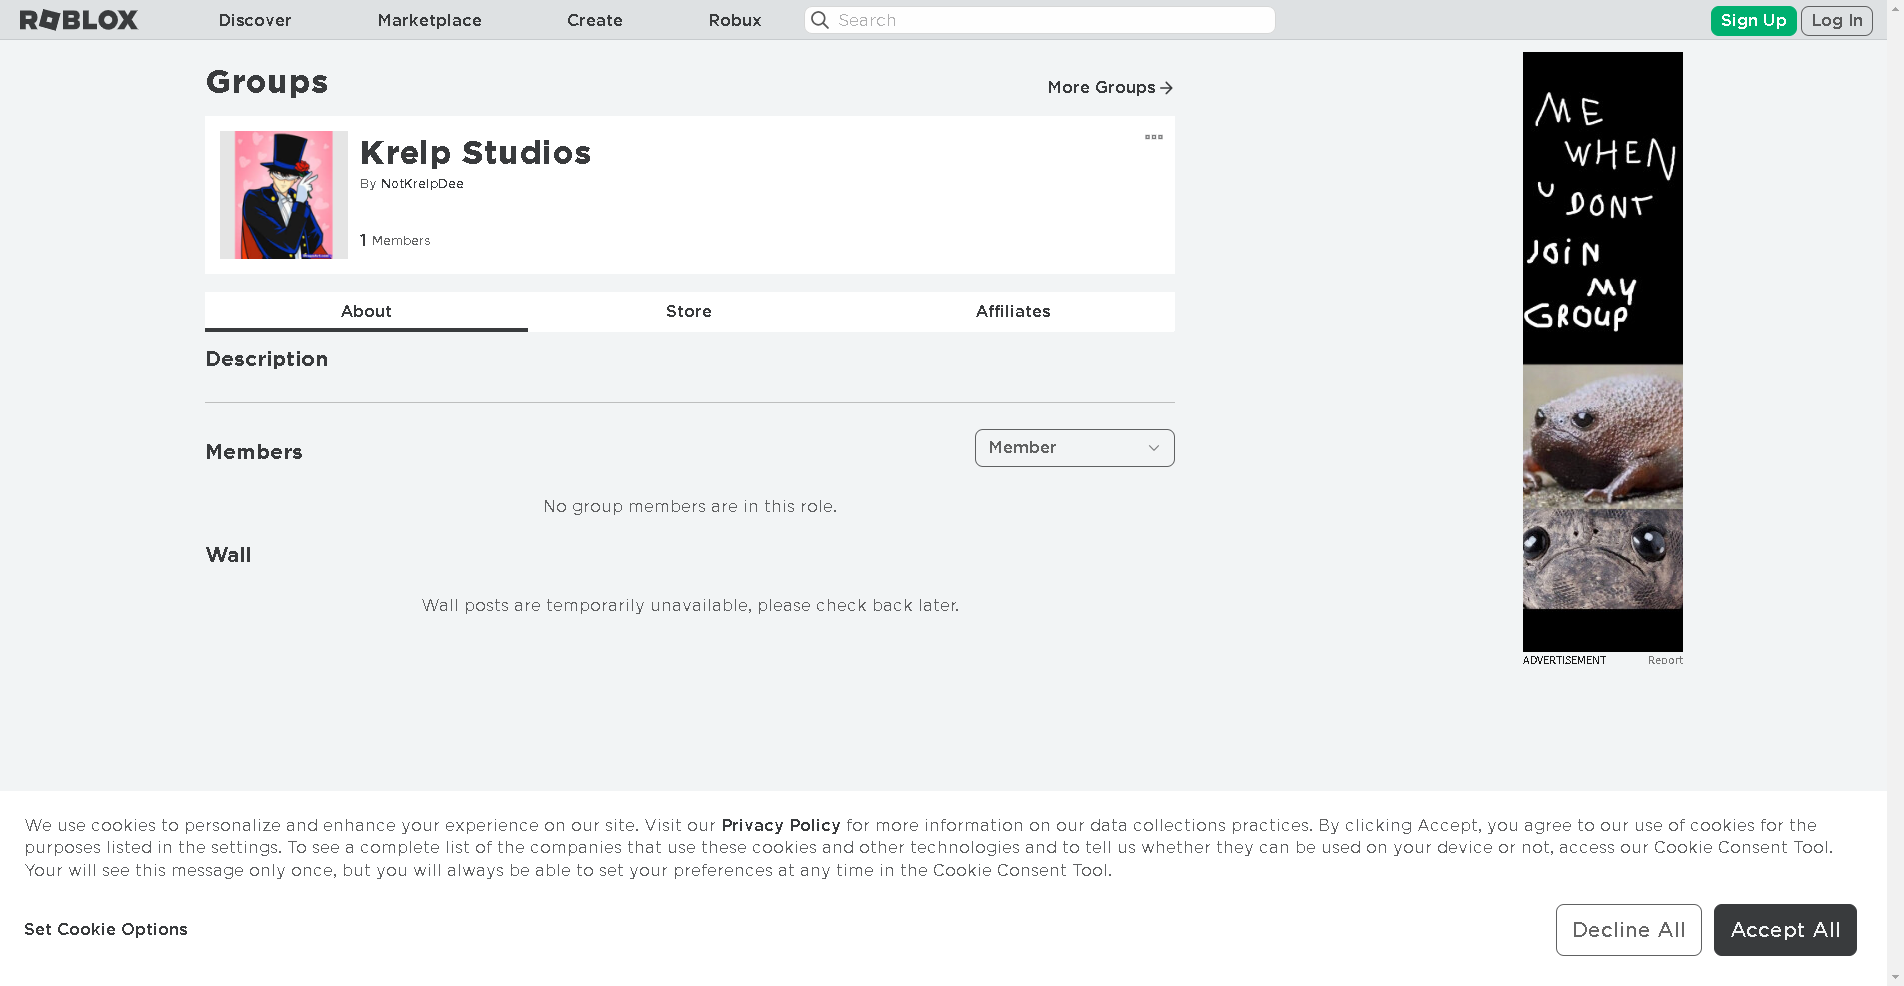 ROBLOX
Discover
Marketplace
Create
Robux
Search
Sign Up
Log In
Groups
More Groups
Krelp Studios
By NotKrelpDee
1 Members
About
Store
Affiliates
Description
Members
Member
No group members are in this role.
Wall
Wall posts are temporarily unavailable, please check back later.
ME
WHEN
U DONT
JOIN
MY
GROUP
ADVERTISEMENT
Report
We use cookies to personalize and enhance your experience on our site. Visit our Privacy Policy for more information on our data collections practices. By clicking Accept, you agree to our use of cookies for the
purposes listed in the settings. To see a complete list of the companies that use these cookies and other technologies and to tell us whether they can be used on your device or not, access our Cookie Consent Tool.
Your will see this message only once, but you will always be able to set your preferences at any time in the Cookie Consent Tool.
Set Cookie Options
Decline All
Accept All